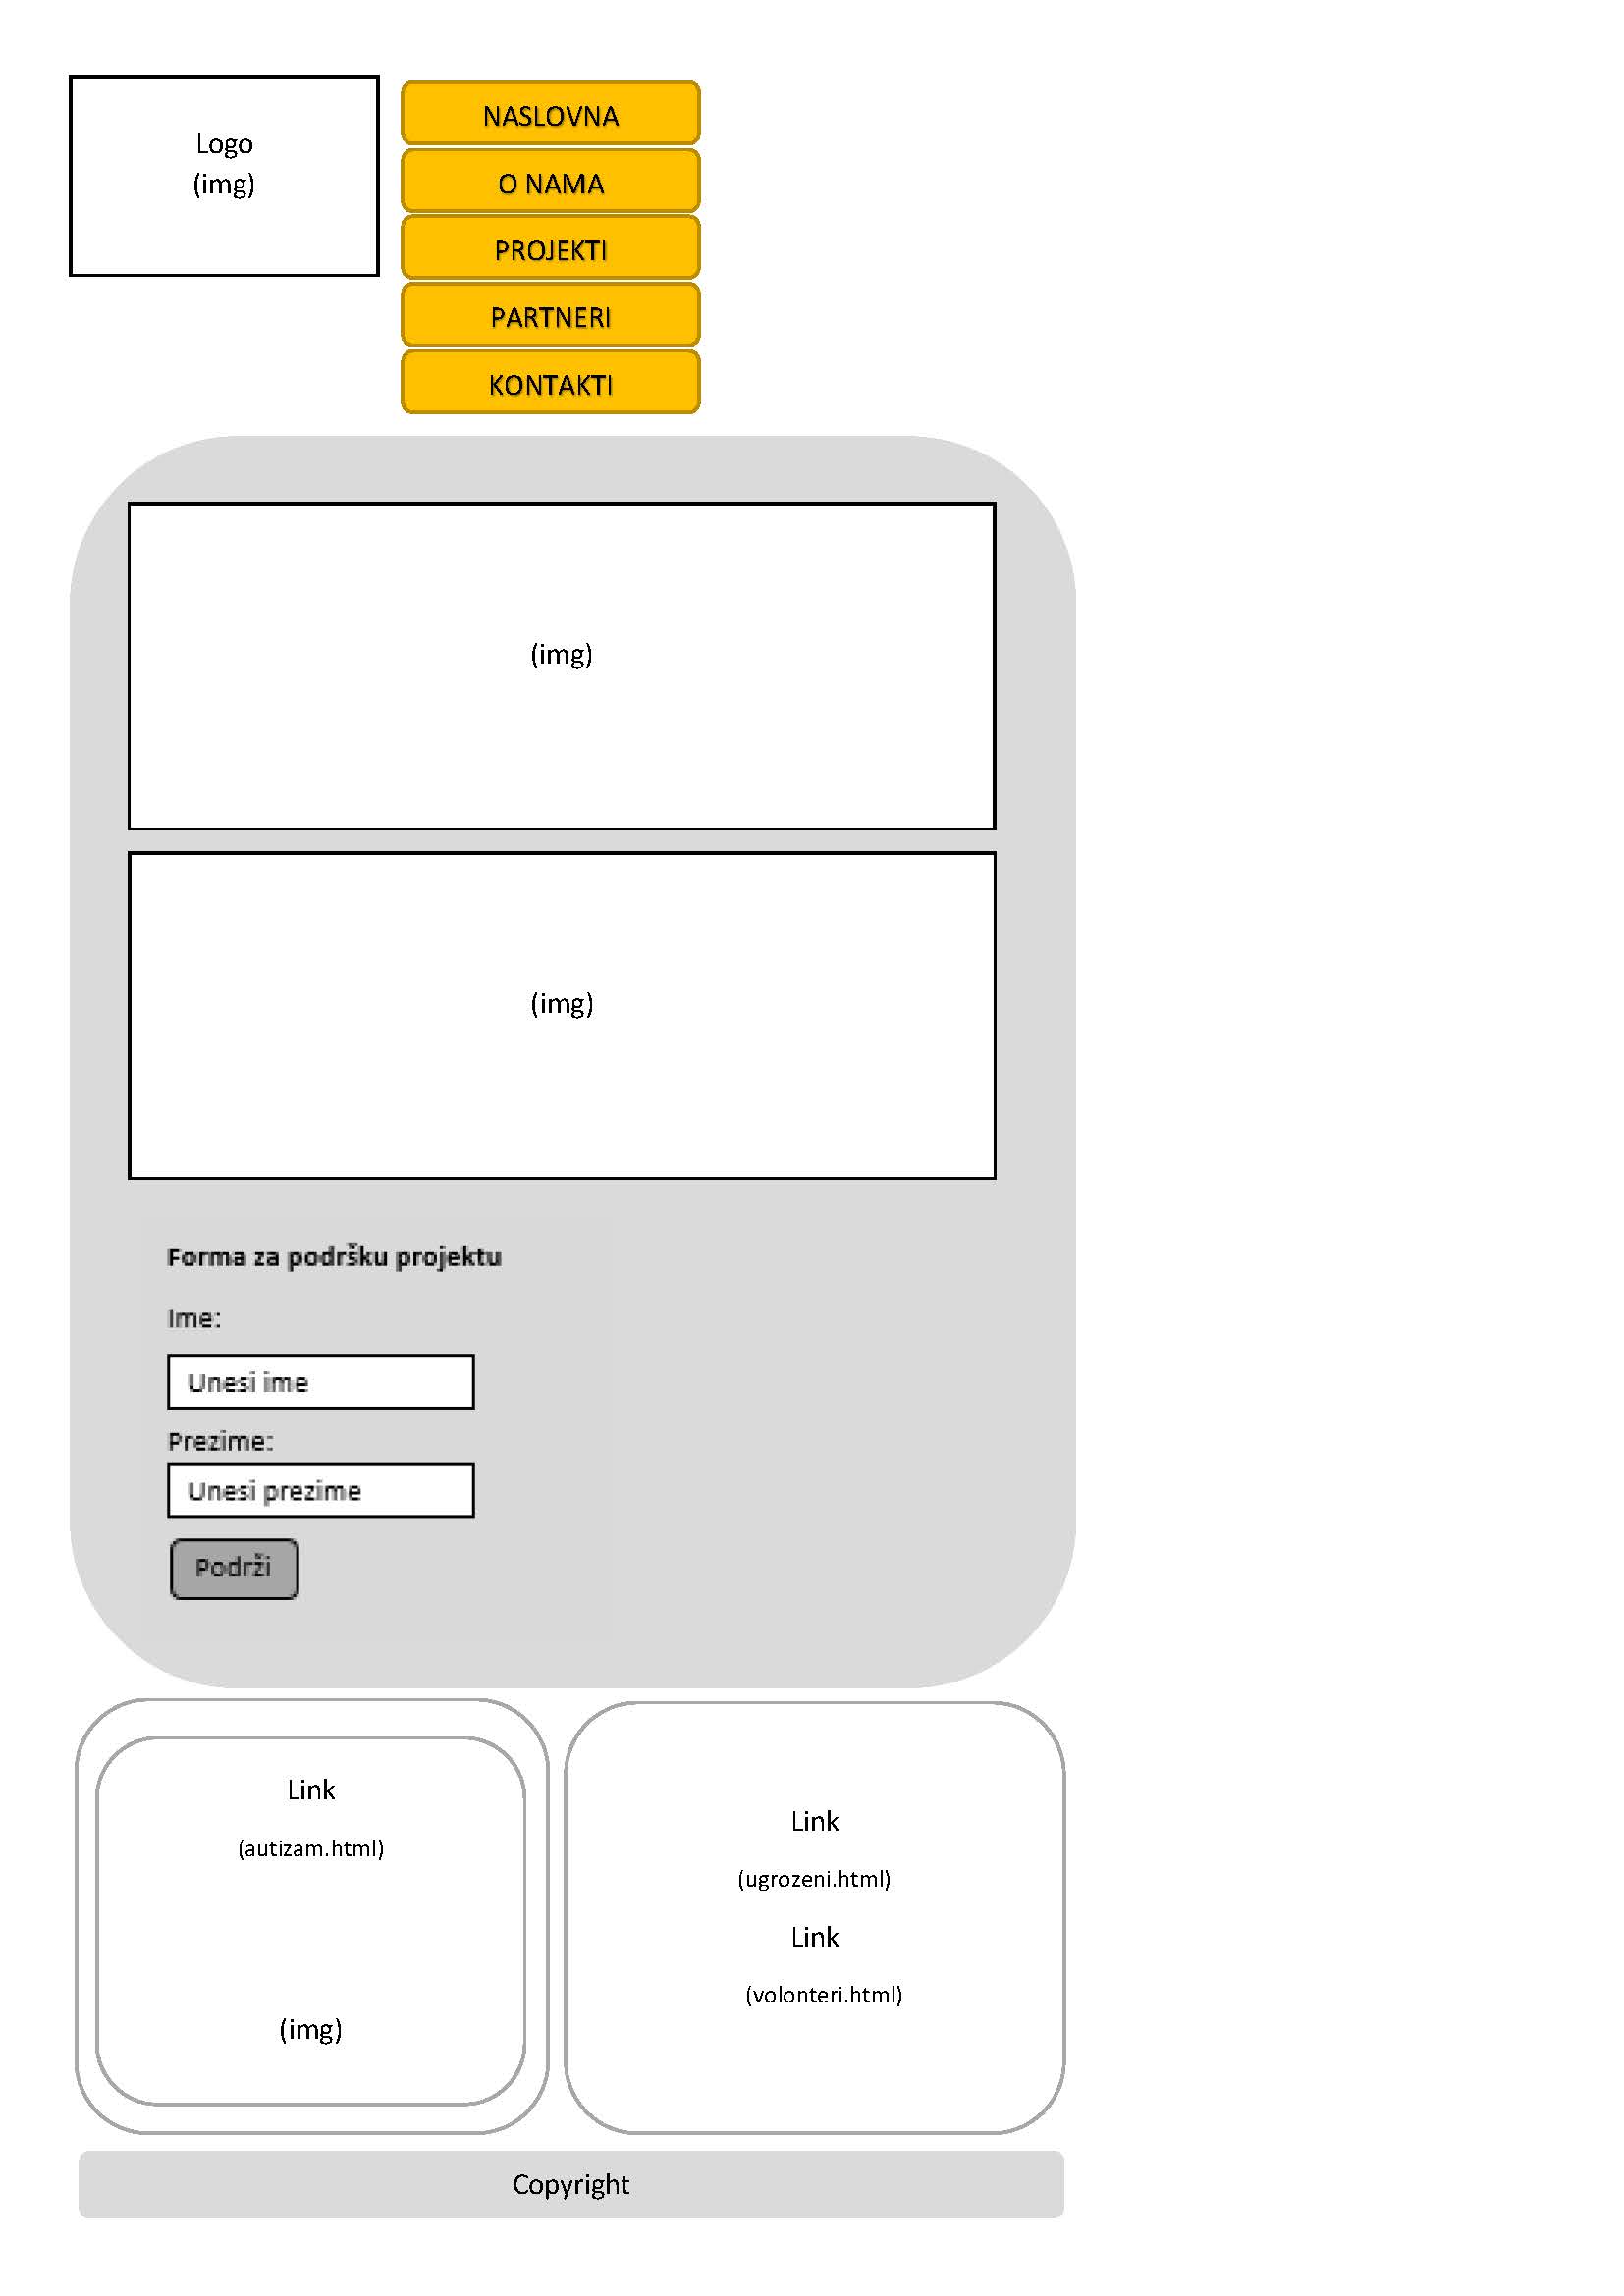 Logo
(img)
NASLOVNA
O NAMA
PROJEKTI
PARTNERI
KONTAKTI
(img)
(img)
Forma za podršku projektu
Ime:
Unesi ime
Prezime:
Unesi prezime
Podrži
Link
(autizam.html)
(img)
Link
(ugrozeni.html)
Link
(volonteri.html)
Copyright